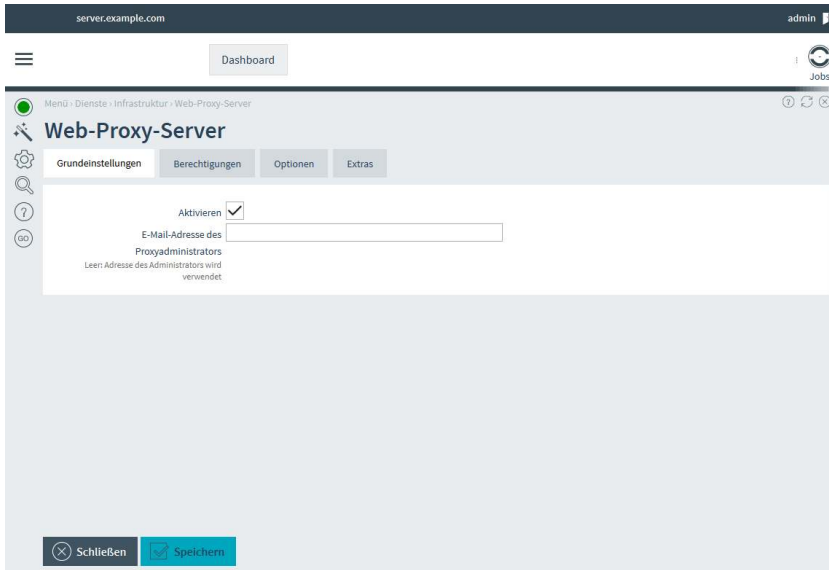 server.example.com
admin
Dashboard
Jobs
Menü › Dienste › Infrastruktur › Web-Proxy-Server
Web-Proxy-Server
Grundeinstellungen
Berechtigungen
Optionen
Extras
Aktivieren
E-Mail-Adresse des
Proxyadministrators
Leer: Adresse des Administrators wird
verwendet
?
GO
Schließen
Speichern